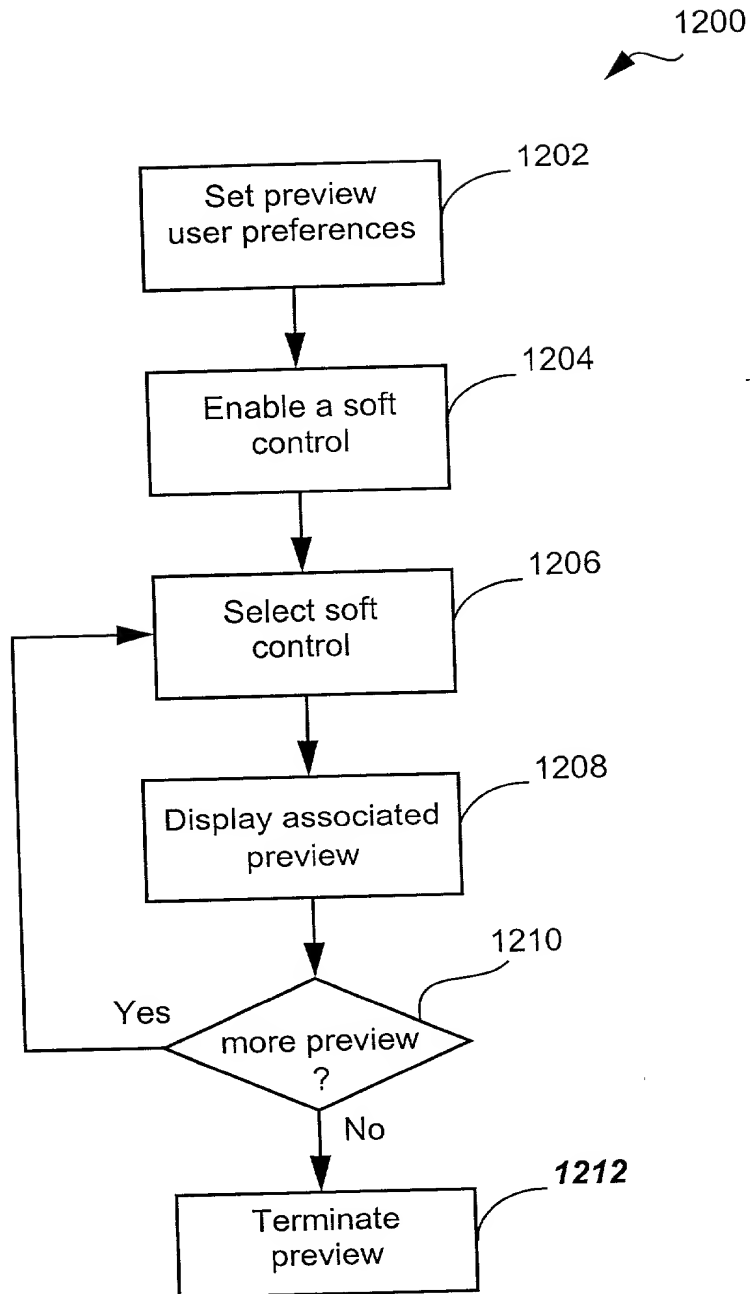 1200
1202
Set preview
user preferences
1204
Enable a soft
control
1206
Select soft
control
1208
Display associated
preview
1210
Yes
more preview
?
No
1212
Terminate
preview